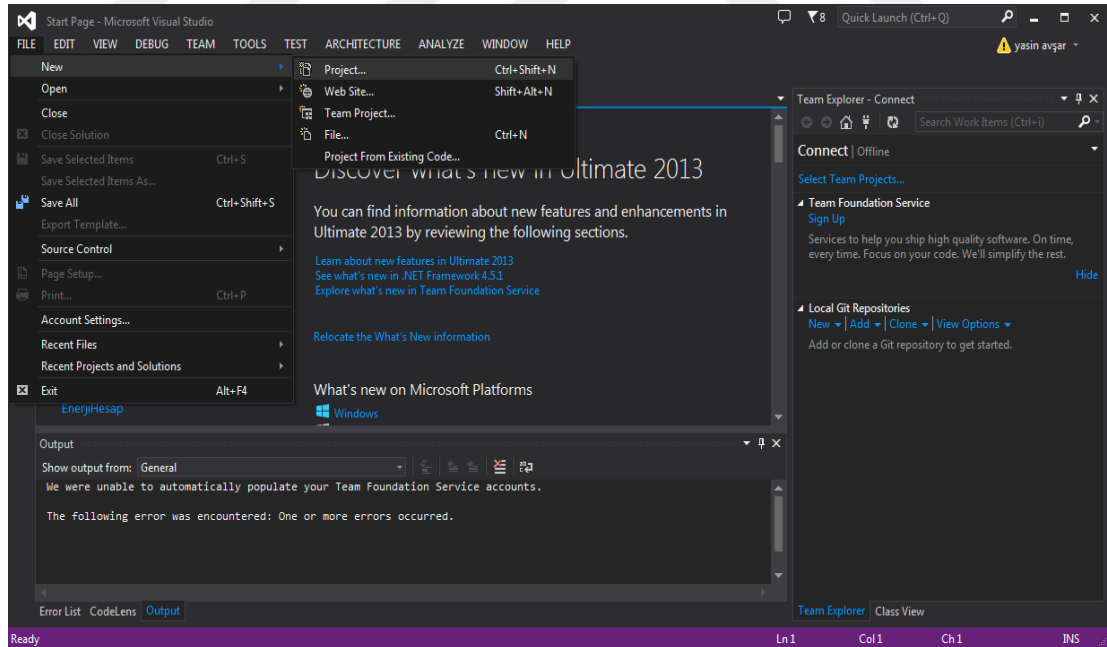 Start Page - Microsoft Visual Studio
8
Quick Launch (Ctrl+Q)
FILE EDIT VIEW DEBUG TEAM TOOLS TEST ARCHITECTURE ANALYZE WINDOW HELP
yasin avşar
New
Open
Close
Close Solution
Save Selected Items Ctrl+S
Save Selected Items As...
Save All Ctrl+Shift+S
Export Template...
Source Control
Page Setup...
Print... Ctrl+P
Account Settings...
Recent Files
Recent Projects and Solutions
Exit Alt+F4
EnerjiHesap
Project... Ctrl+Shift+N
Web Site... Shift+Alt+N
Team Project...
File... Ctrl+N
Project From Existing Code...
Discover what's new in Ultimate 2013
You can find information about new features and enhancements in
Ultimate 2013 by reviewing the following sections.
Learn about new features in Ultimate 2013
See what's new in .NET Framework 4.5.1
Explore what's new in Team Foundation Service
Relocate the What's New information
What's new on Microsoft Platforms
Windows
Team Explorer - Connect
Search Work Items (Ctrl+i)
Connect | Offline
Select Team Projects...
Team Foundation Service
Sign Up
Services to help you ship high quality software. On time,
every time. Focus on your code. We'll simplify the rest.
Hide
Local Git Repositories
New | Add | Clone | View Options
Add or clone a Git repository to get started.
Output
Show output from: General
We were unable to automatically populate your Team Foundation Service accounts.
The following error was encountered: One or more errors occurred.
Error List CodeLens Output
Team Explorer Class View
Ready Ln 1 Col 1 Ch 1 INS